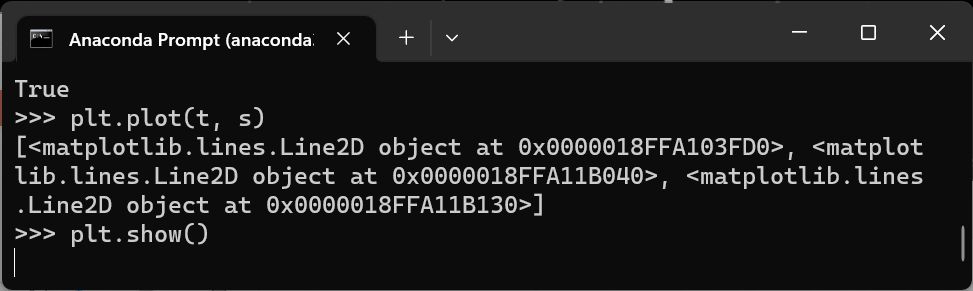 Anaconda Prompt (anaconda
True
>>> plt.plot(t, s)
[<matplotlib.lines.Line2D object at 0x0000018FFA103FD0>, <matplot
lib.lines.Line2D object at 0x0000018FFA11B040>, <matplotlib.lines
.Line2D object at 0x0000018FFA11B130>]
>>> plt.show()